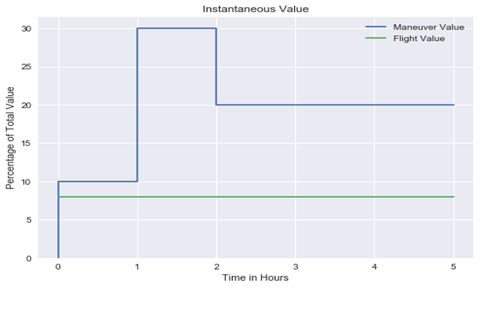 Instantaneous Value
Maneuver Value
Flight Value
Percentage of Total Value
30
25
20
15
10
5
0
0 1 2 3 4 5
Time in Hours